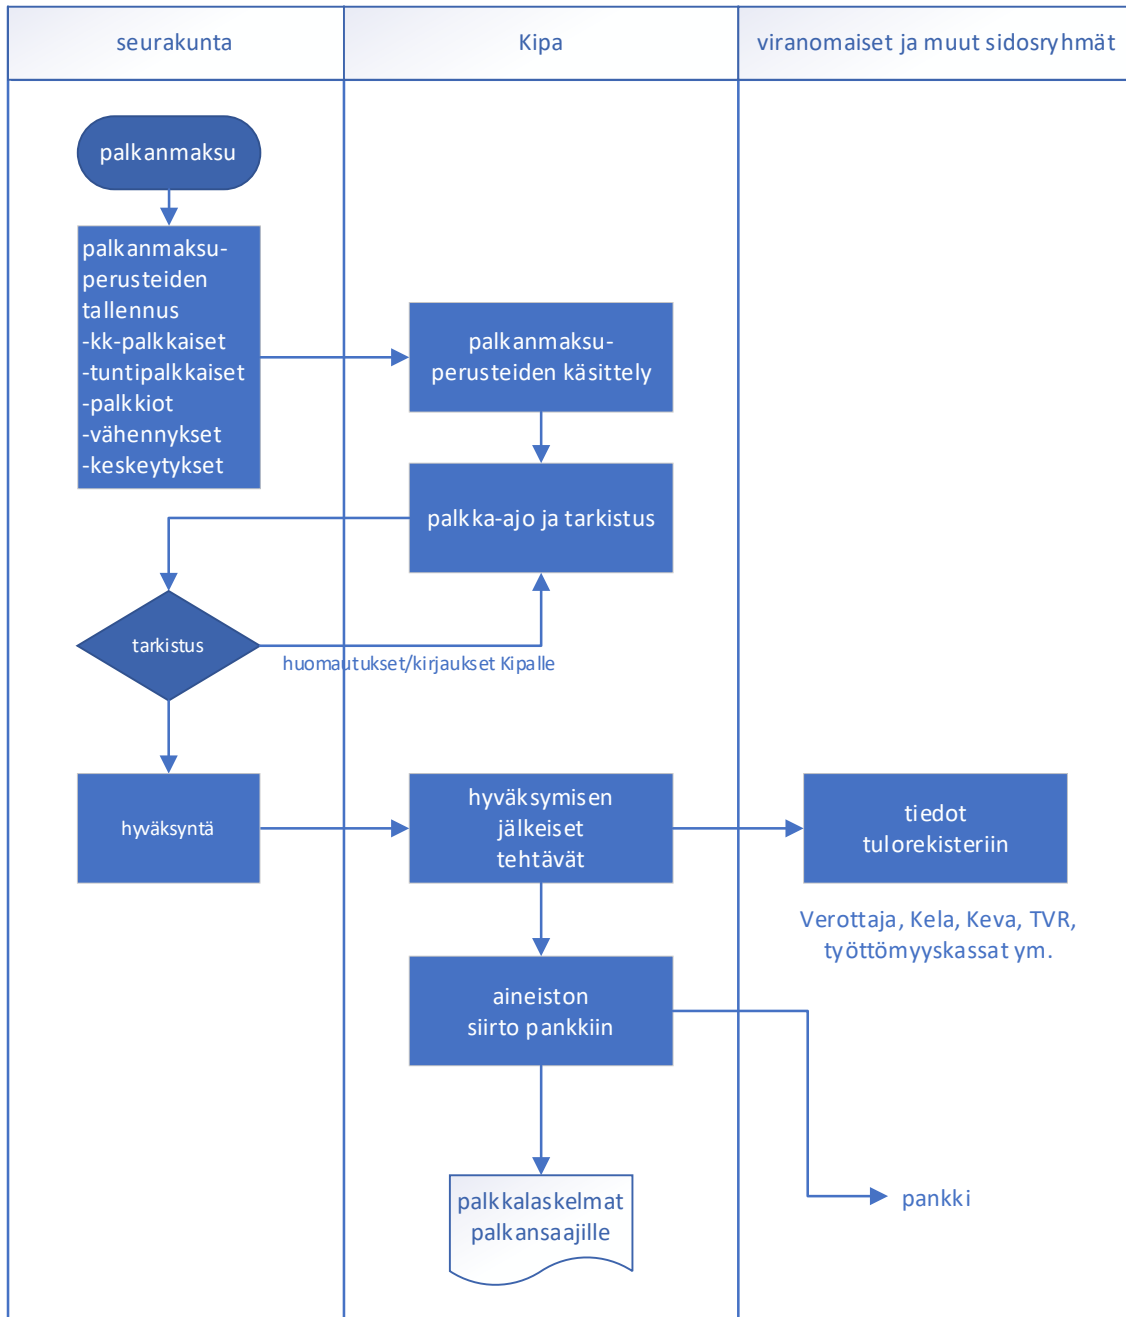 seurakunta
Kipa
viranomaiset ja muut sidosryhmät
palkanmaksu
palkanmaksu-
perusteiden
tallennus
-kk-palkkaiset
-tuntipalkkaiset
-palkkiot
-vähennykset
-keskeytykset
palkanmaksu-
perusteiden käsittely
palkka-ajo ja tarkistus
tarkistus
huomautukset/kirjaukset Kipalle
hyväksyntä
hyväksymisen
jälkeiset
tehtävät
tiedot
tulorekisteriin
Verottaja, Kela, Keva, TVR,
työttömyyskassat ym.
aineiston
siirto pankkiin
palkkalaskelmat
palkansaajille
pankki